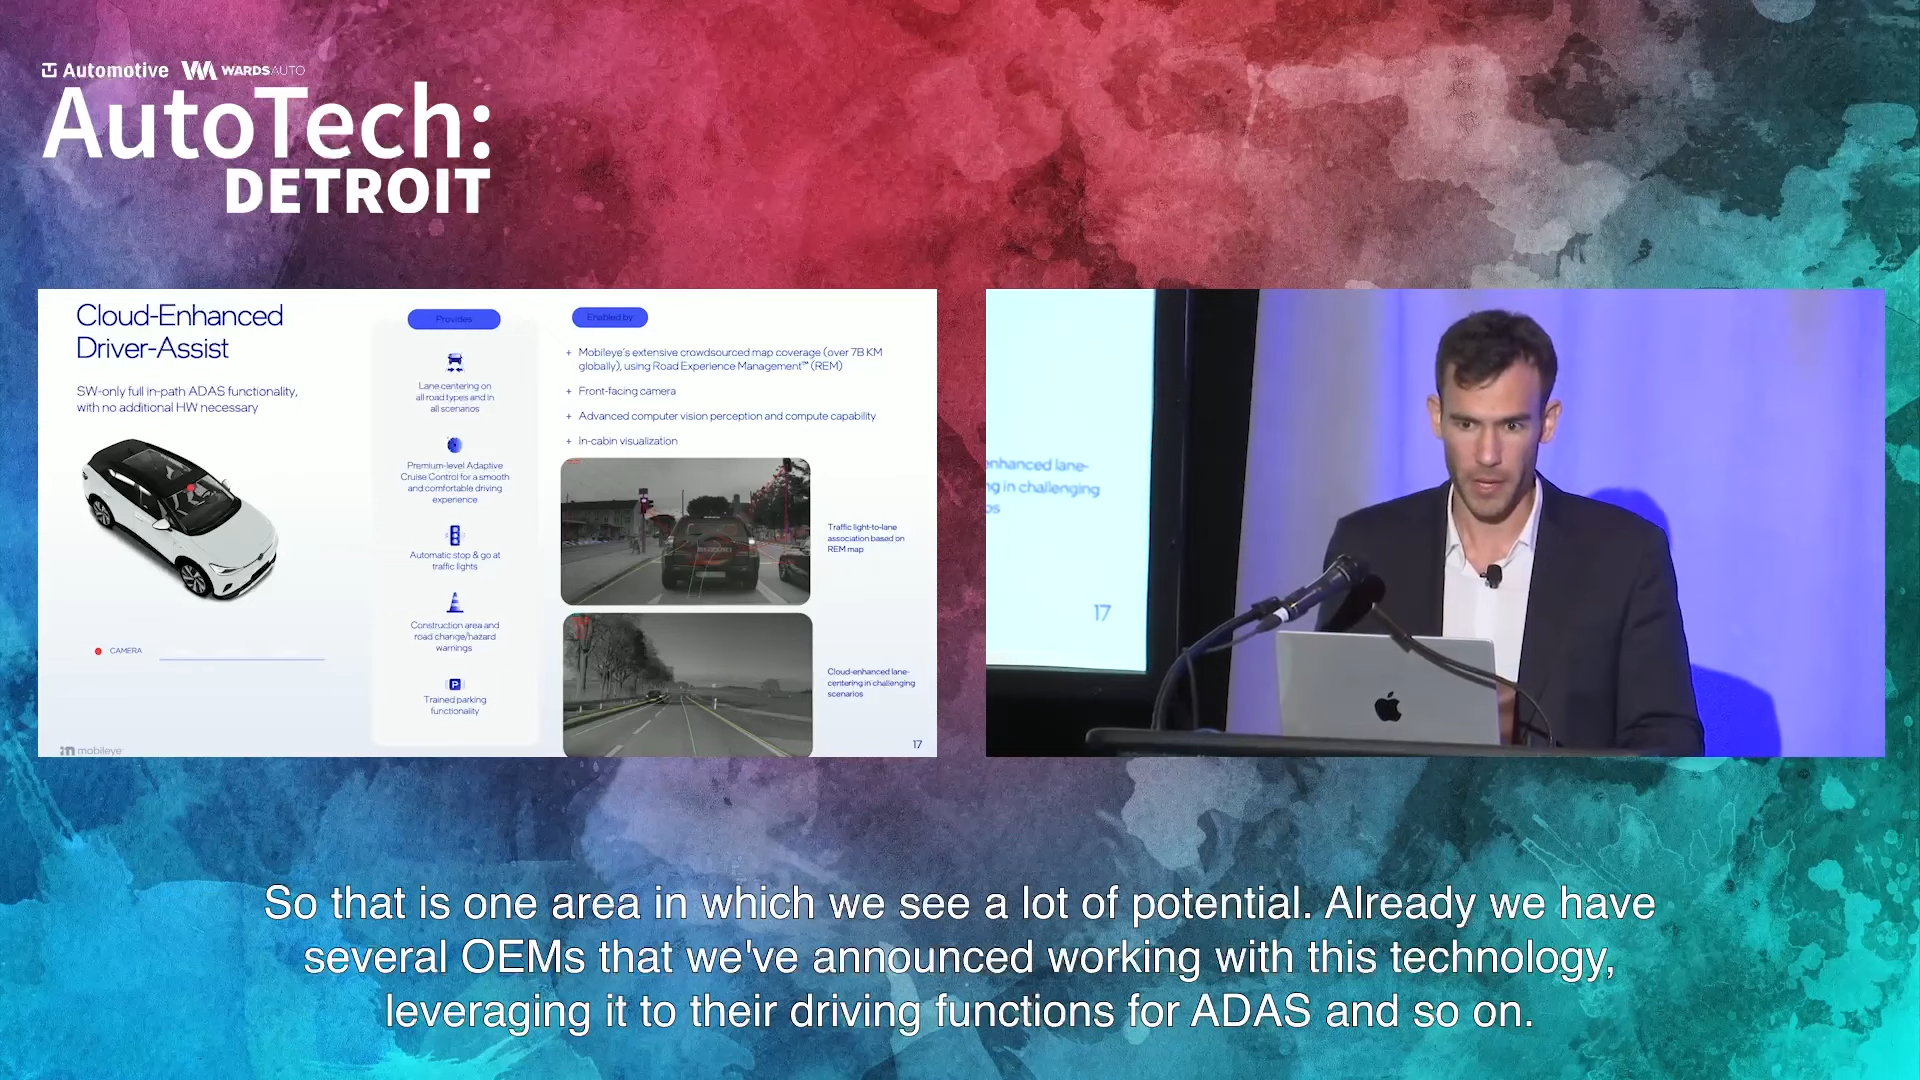 Automotive WARDSAUTO
AutoTech:
DETROIT
Cloud-Enhanced
Driver-Assist
SW-only full in-path ADAS functionality,
with no additional HW necessary
CAMERA
mobileye
Provides
Lane centering on
all road types and in
all scenarios
Premium-level Adaptive
Cruise Control for a smooth
and comfortable driving
experience
Automatic stop & go at
traffic lights
Construction area and
road change/hazard
warnings
P
Trained parking
functionality
Enabled by
+ Mobileye's extensive crowdsourced map coverage (over 7B KM
globally), using Road Experience Management™ (REM)
+ Front-facing camera
+ Advanced computer vision perception and compute capability
+ In-cabin visualization
Traffic light-to-lane
association based on
REM map
Cloud-enhanced lane-
centering in challenging
scenarios
17
enhanced lane-
ng in challenging
os
17
So that is one area in which we see a lot of potential. Already we have
several OEMs that we've announced working with this technology,
leveraging it to their driving functions for ADAS and so on.